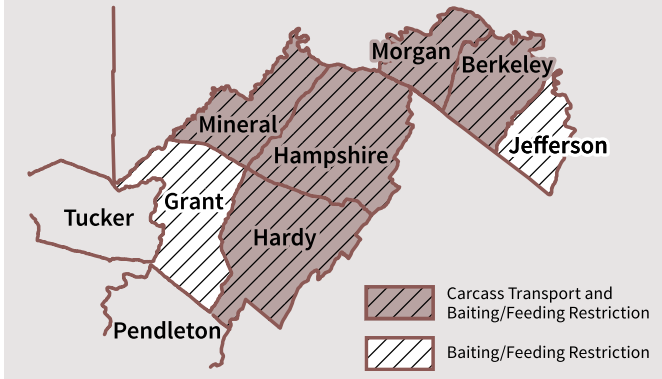 Morgan
Berkeley
Mineral
Jefferson
Hampshire
Grant
Tucker
Hardy
Pendleton
Carcass Transport and
Baiting/Feeding Restriction
Baiting/Feeding Restriction